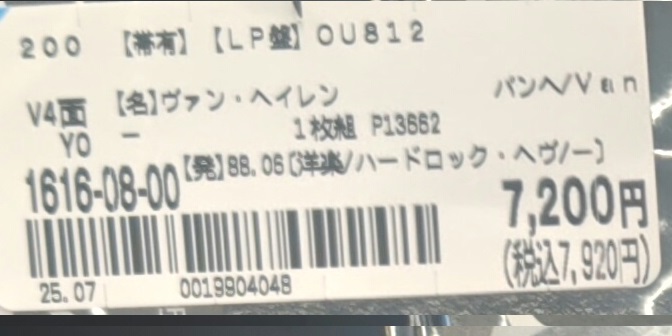 200 【帯有】【LP盤】OU812
V4面 【名】ヴァン・ヘイレン バンヘ/Van
Y0 ー 1枚組 P13662
1616-08-00 【発】88.06〔洋楽/ハードロック・ヘヴ/ー〕
7,200円
(税込7,920円)
25.07 0019904048